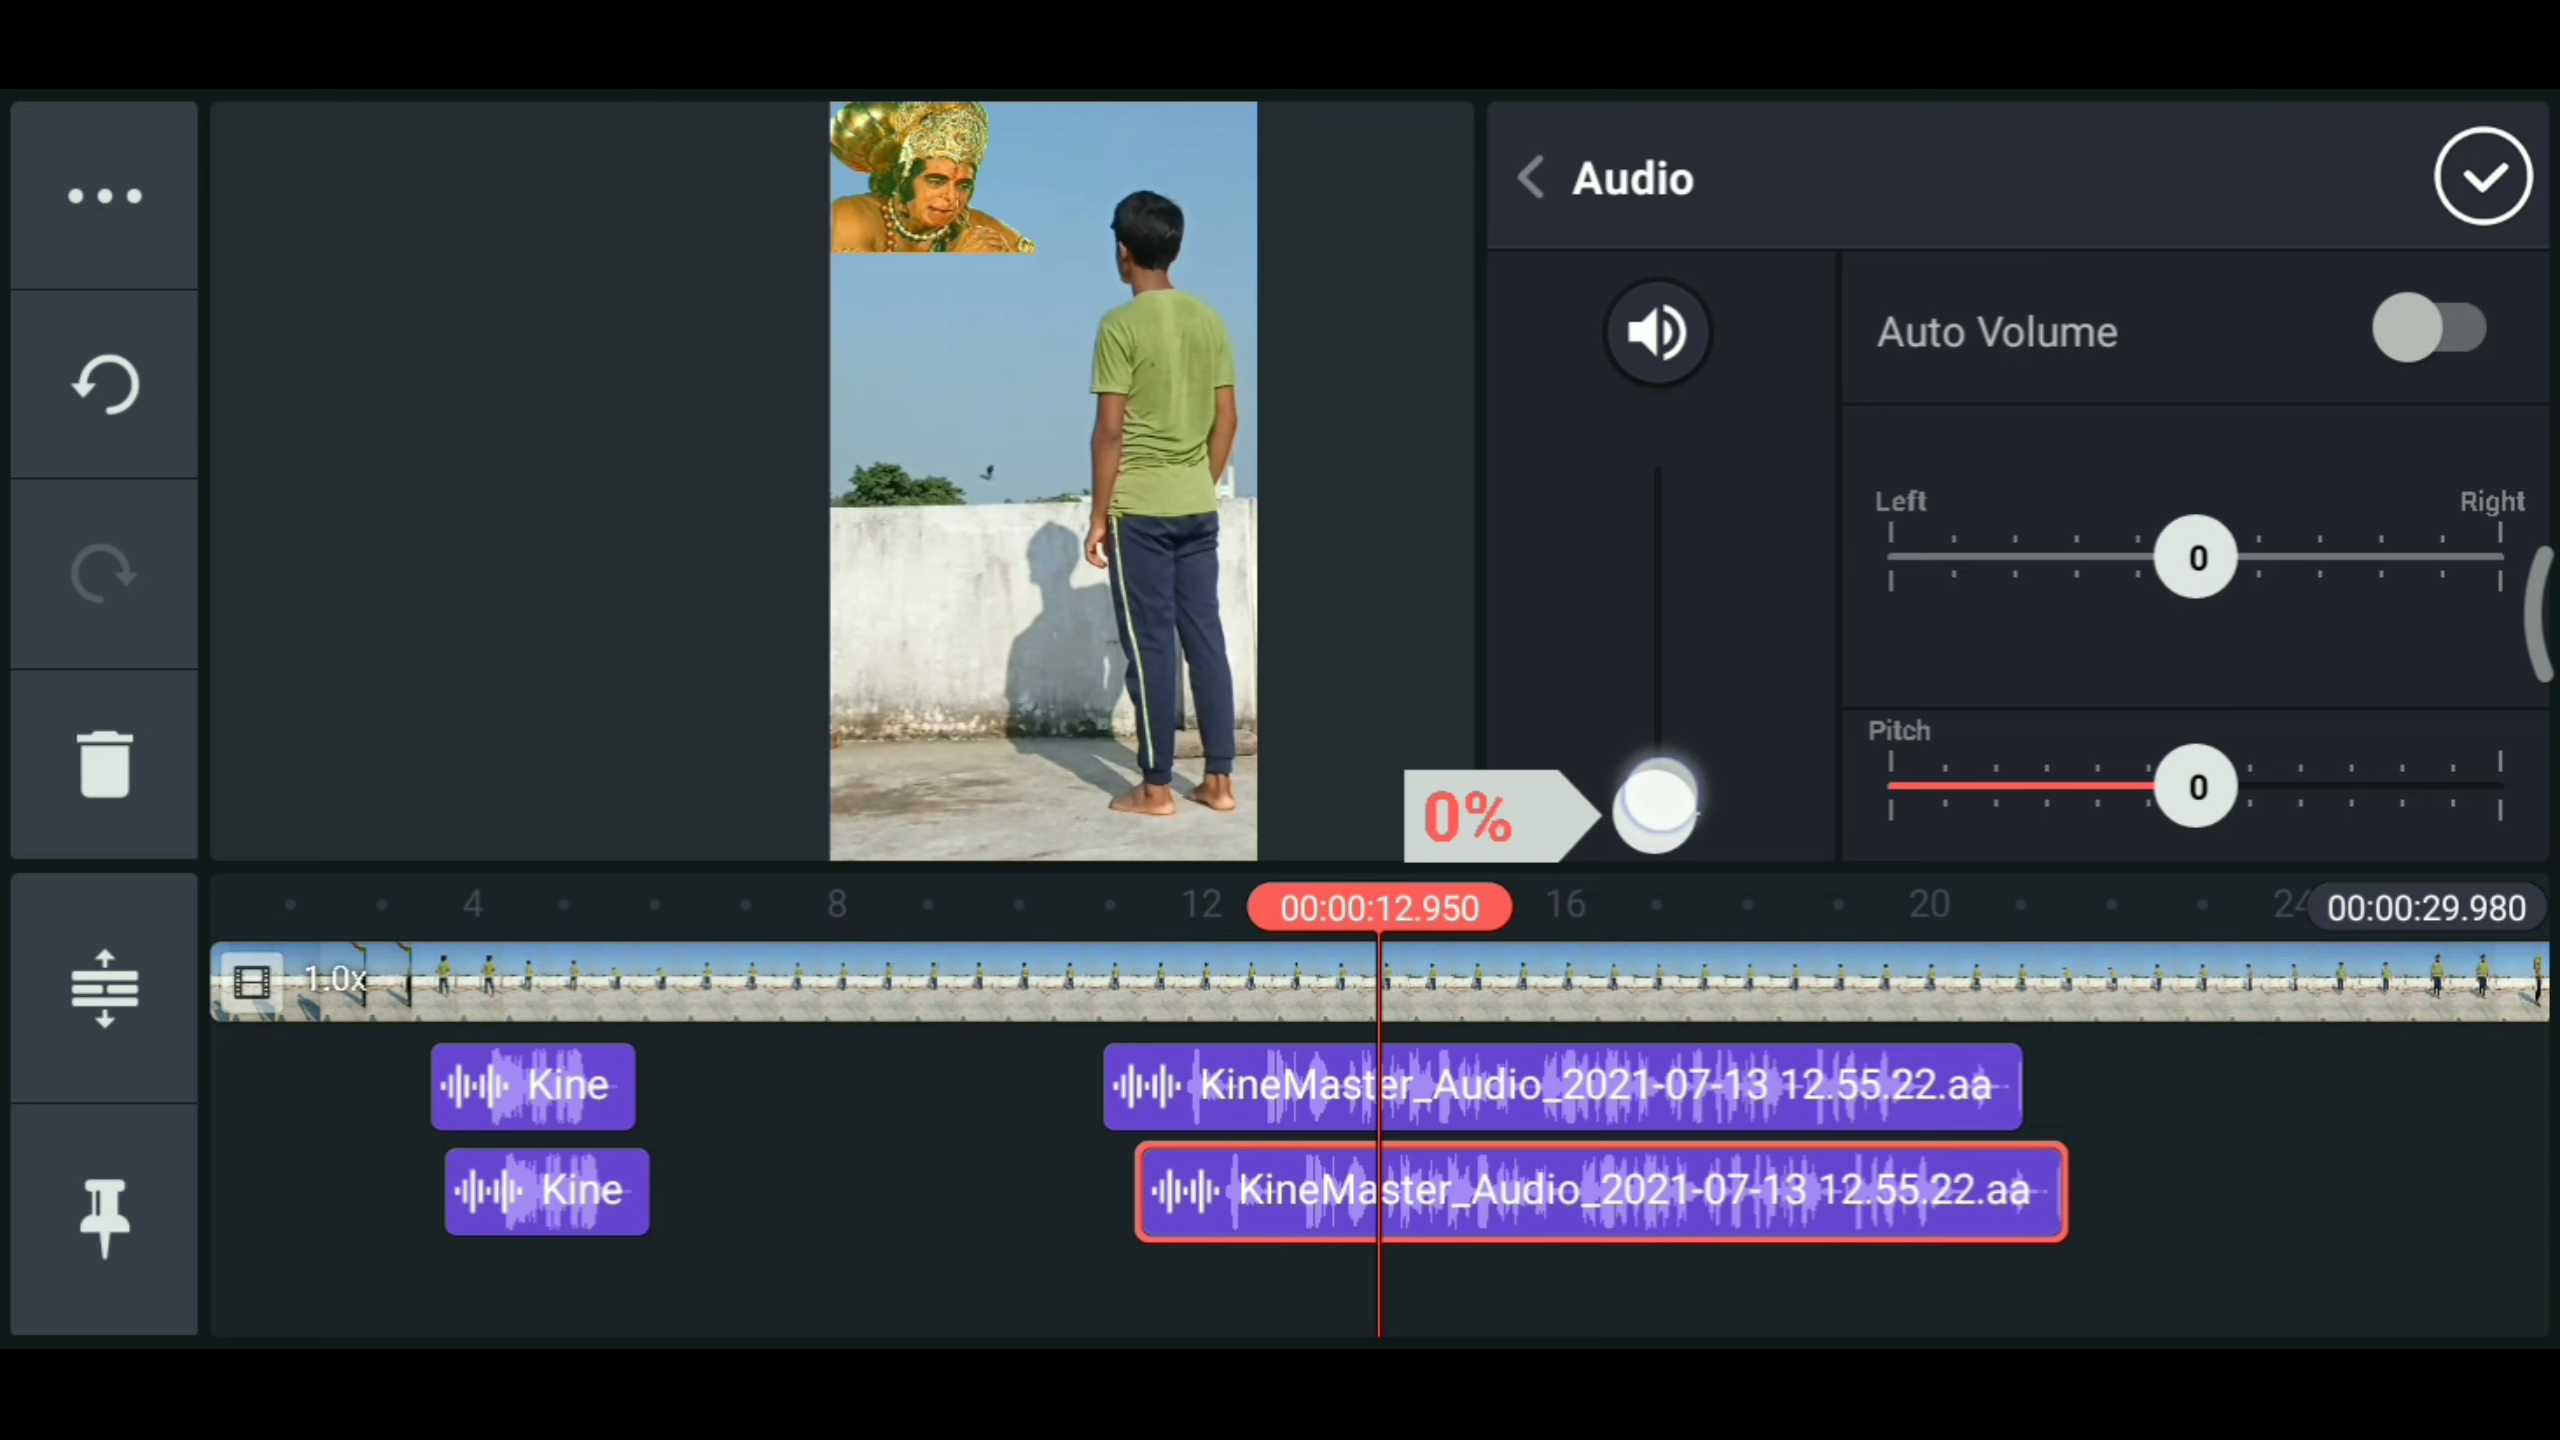 Audio
Auto Volume
Left
Right
0
Pitch
0
0%
4
8
12
00:00:12.950
16
20
24
00:00:29.980
1.0x
Kine
KineMaster_Audio_2021-07-13 12.55.22.aa
Kine
KineMaster_Audio_2021-07-13 12.55.22.aa